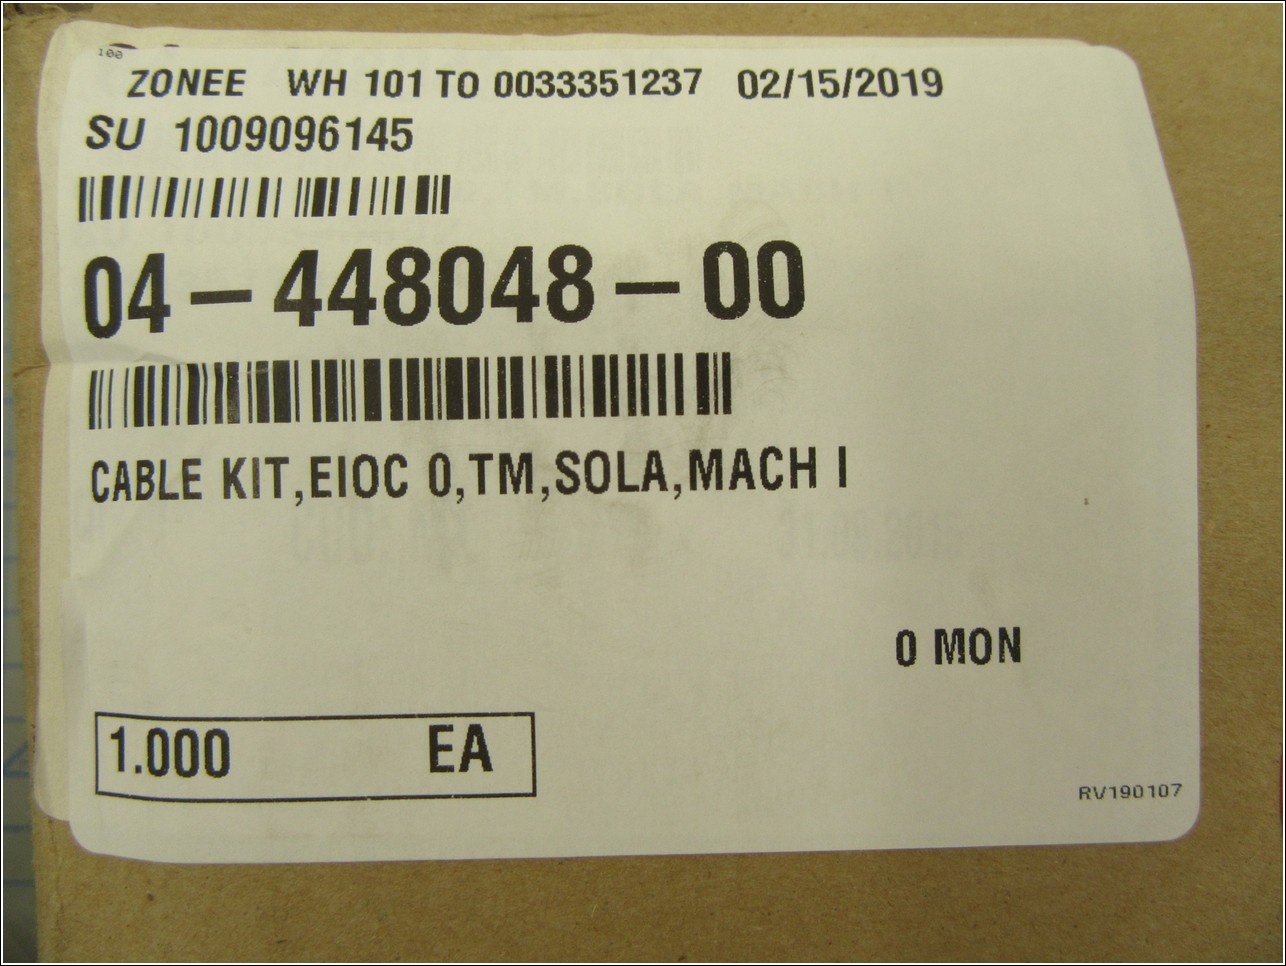 100
ZONEE WH 101 TO 0033351237 02/15/2019
SU 1009096145
04-448048-00
CABLE KIT,EIOC 0,TM,SOLA,MACH I
0 MON
1.000 EA
RV190107